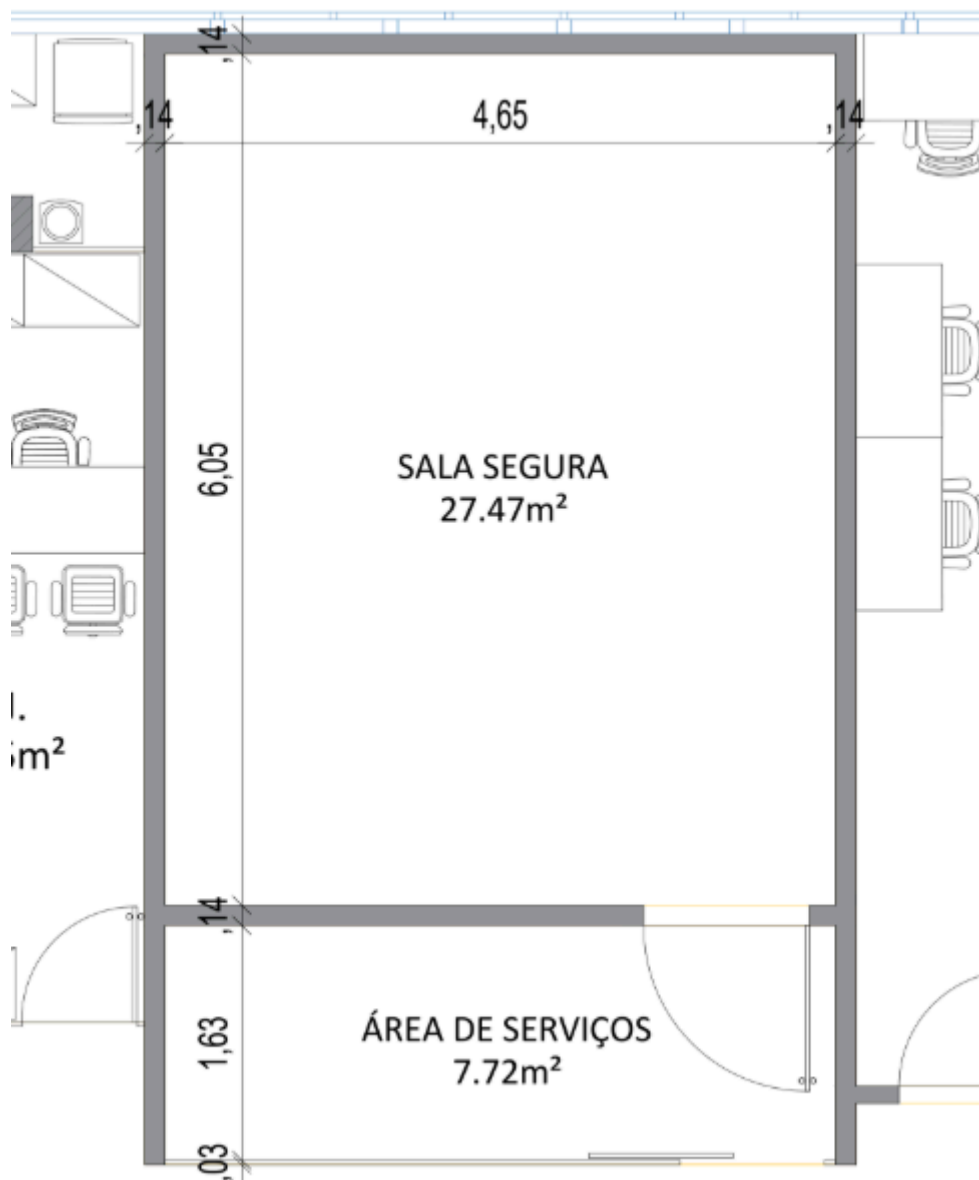 ,14
,14
4,65
,14
6,05
SALA SEGURA
27.47m²
m²
,14
1,63
ÁREA DE SERVIÇOS
7.72m²
,03